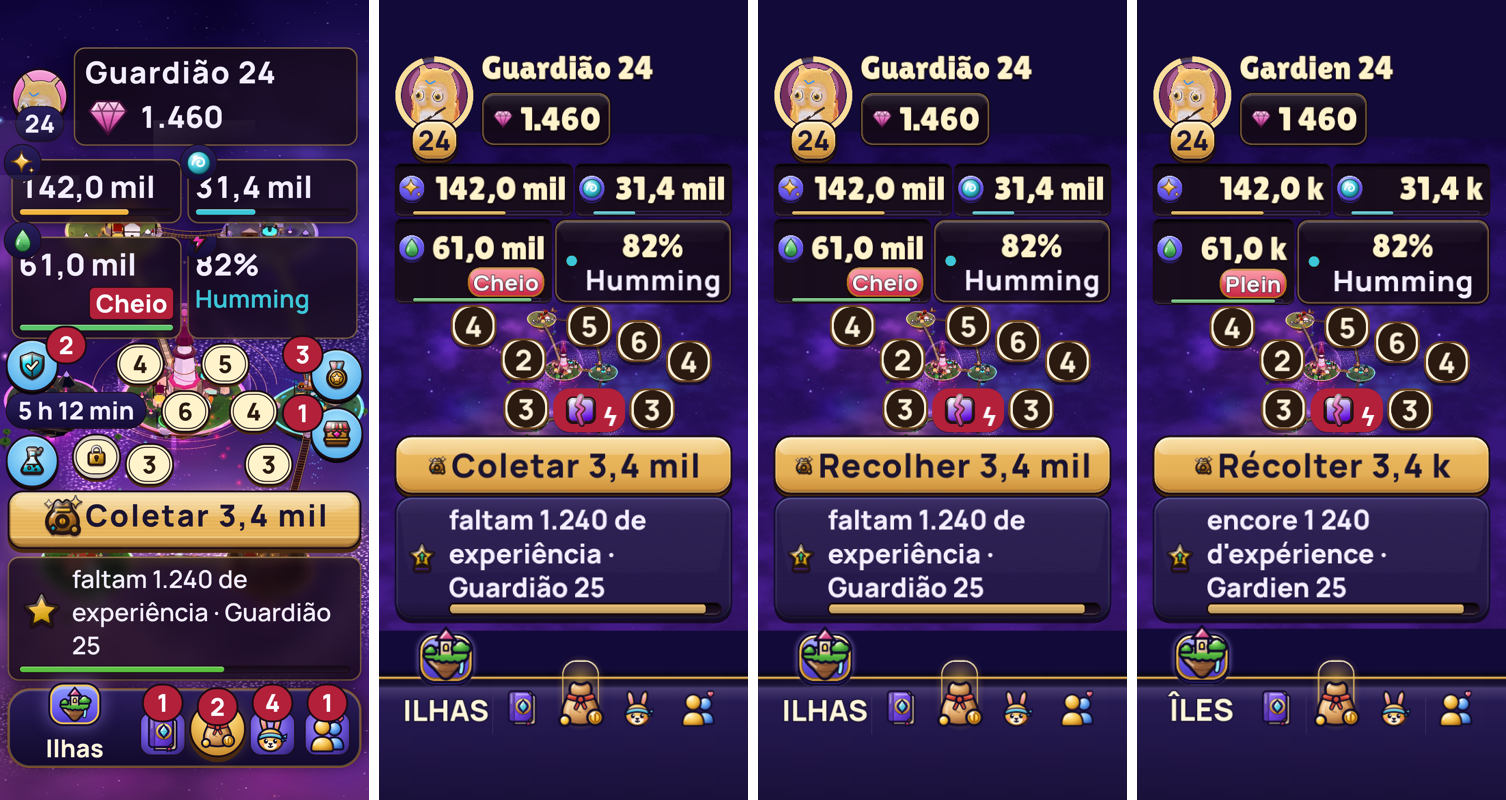 Guardião 24
1.460
24
142,0 mil
31,4 mil
61,0 mil
Cheio
82%
Humming
2
4
5
3
5 h 12 min
6
4
1
3
3
Coletar 3,4 mil
faltam 1.240 de
experiência · Guardião
25
1
2
4
1
Ilhas
Guardião 24
1.460
24
142,0 mil
31,4 mil
61,0 mil
Cheio
82%
Humming
4
5
6
2
4
3
4
3
Coletar 3,4 mil
faltam 1.240 de
experiência ·
Guardião 25
ILHAS
Guardião 24
1.460
24
142,0 mil
31,4 mil
61,0 mil
Cheio
82%
Humming
4
5
6
2
4
3
4
3
Recolher 3,4 mil
faltam 1.240 de
experiência ·
Guardião 25
ILHAS
Gardien 24
1 460
24
142,0 k
31,4 k
61,0 k
Plein
82%
Humming
4
5
6
2
4
3
4
3
Récolter 3,4 k
encore 1 240
d'expérience ·
Gardien 25
ÎLES